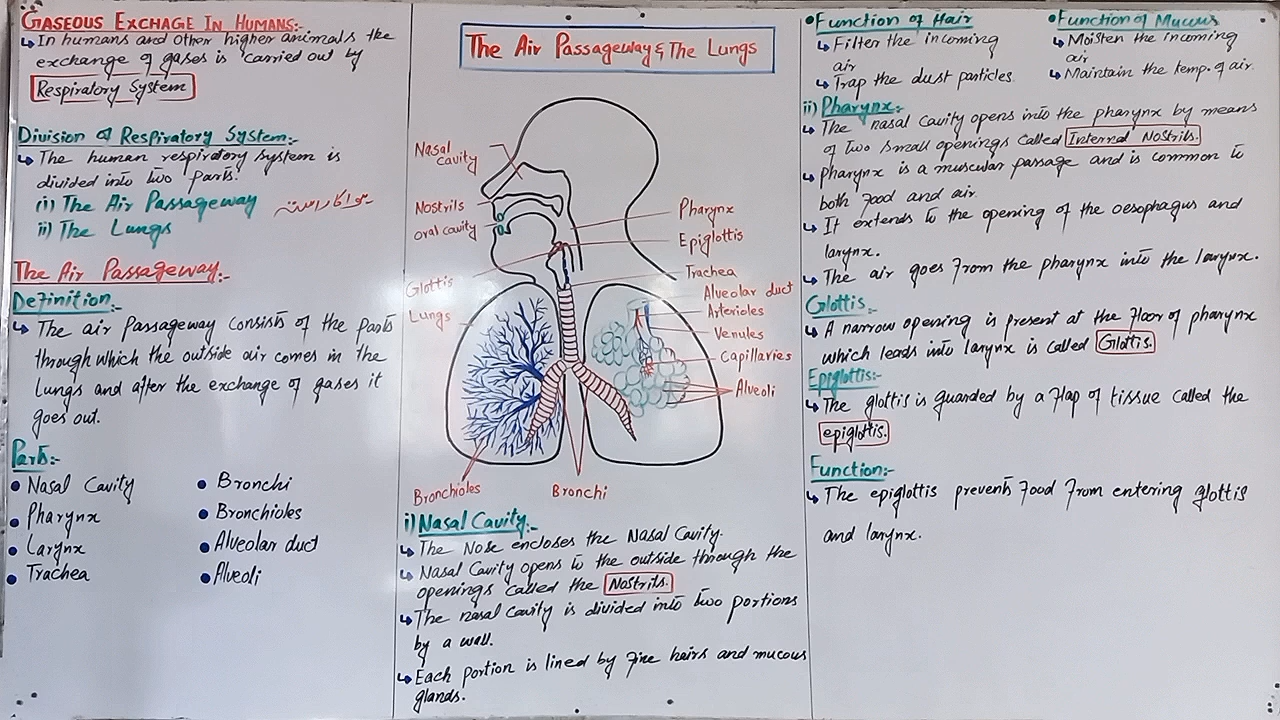 GASEOUS EXCHAGE IN HUMANS:-
↳ In humans and other higher animals the
exchange of gases is carried out by
Respiratory System
Division of Respiratory System:-
↳ The human respiratory system is
divided into two parts:
(i) The Air Passageway ہوا کا راستہ
ii) The Lungs
The Air Passageway:-
Definition:-
↳ The air passageway consists of the parts
through which the outside air comes in the
Lungs and after the exchange of gases it
goes out.
Parts:-
• Nasal Cavity
• Pharynx
• Larynx
• Trachea
• Bronchi
• Bronchioles
• Alveolar duct
• Alveoli
The Air Passageway & The Lungs
Nasal
cavity
Nostrils
oral cavity
Glottis
Lungs
Bronchioles
Bronchi
Pharynx
Epiglottis
Trachea
Alveolar duct
Arterioles
Venules
Capillaries
Alveoli
i) Nasal Cavity:-
↳ The Nose encloses the Nasal Cavity.
↳ Nasal Cavity opens to the outside through the
openings called the Nostrils.
↳ The nasal cavity is divided into two portions
by a wall.
↳ Each portion is lined by fine hairs and mucous
glands.
• Function of Hair
↳ Filter the incoming
air
↳ Trap the dust particles.
• Function of Mucus
↳ Moisten the incoming
air
↳ Maintain the temp. of air.
ii) Pharynx:-
↳ The nasal cavity opens into the pharynx by means
of two small openings called Internal Nostrils.
↳ Pharynx is a muscular passage and is common to
both food and air.
↳ It extends to the opening of the oesophagus and
larynx.
↳ The air goes from the pharynx into the larynx.
Glottis:-
↳ A narrow opening is present at the floor of pharynx
which leads into larynx is called Glottis.
Epiglottis:-
↳ The glottis is guarded by a flap of tissue called the
epiglottis.
Function:-
↳ The epiglottis prevents food from entering glottis
and larynx.